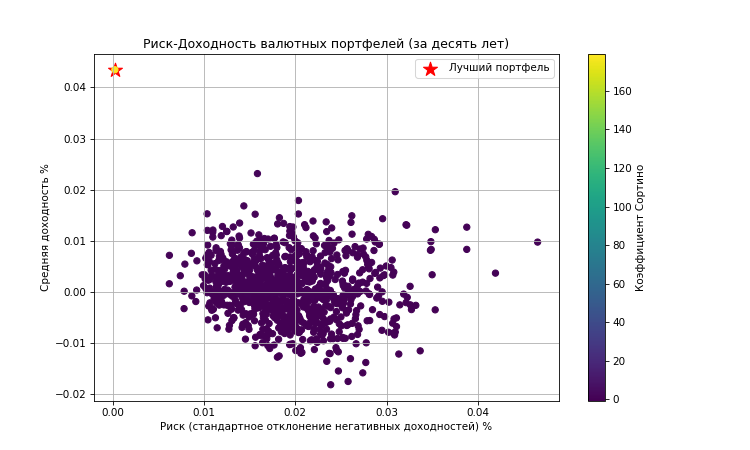 Риск-Доходность валютных портфелей (за десять лет)
Лучший портфель
Средняя доходность %
0.04
0.03
0.02
0.01
0.00
−0.01
−0.02
0.00 0.01 0.02 0.03 0.04
Риск (стандартное отклонение негативных доходностей) %
160
140
120
100
80
60
40
20
0
Коэффициент Сортино